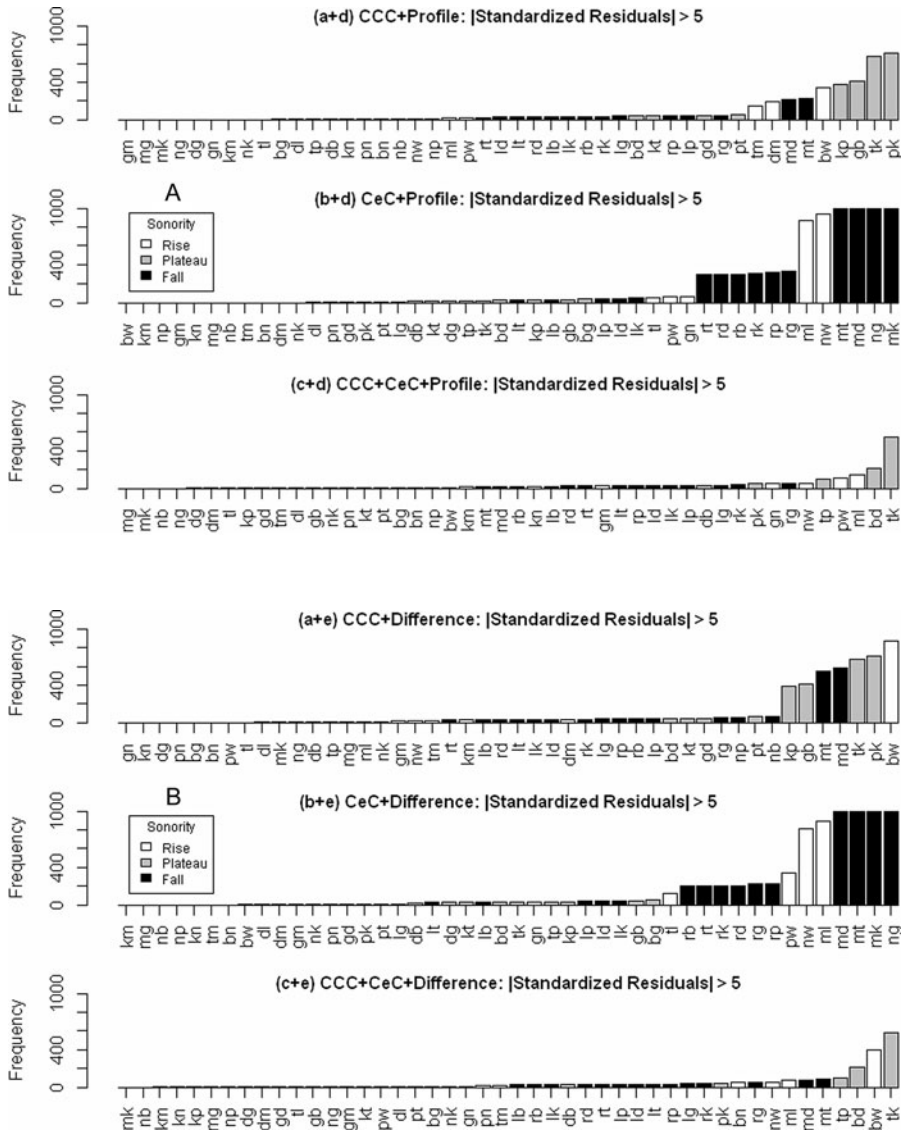 (a+d) CCC+Profile: |Standardized Residuals| > 5
Frequency
0 400 1000
gm mg mk ng dg gn km nk tl bg dl tp db kn pn bn nb nw np ml pw rt ld lt rd lb lk rb rk lg bd kt rp lp gd rg pt tm dm md mt bw kp gb tk pk
A
(b+d) CeC+Profile: |Standardized Residuals| > 5
Sonority
Rise
Plateau
Fall
Frequency
0 400 1000
bw km np gm kn mg nb tm bn dm nk dl pn gd pk pt lg db kt dg tp tk bd lt kp lb gb bg lp ld lk tl pw gn rt rd rb rk rp rg ml nw mt md ng mk
(c+d) CCC+CeC+Profile: |Standardized Residuals| > 5
Frequency
0 400 1000
mg mk nb ng dg dm tl kp gd tm dl gb nk pn kt pt bg bn np bw km mt rb kn lb rd rt gm lt rp ld lk lp db lg rk pk gn rg nw tp pw ml bd tk
(a+e) CCC+Difference: |Standardized Residuals| > 5
Frequency
0 400 1000
gn kn dg pn bg bn pw tl dl mk ng db tp mg ml nk gm nw tm rt km lb rd lt lk ld dm rk lg rp rb lp bd kt gd rg np pt nb kp gb mt md tk pk bw
B
(b+e) CeC+Difference: |Standardized Residuals| > 5
Sonority
Rise
Plateau
Fall
Frequency
0 400 1000
km mg nb np kn tm bn bw dl dm gm nk pn gd pk pt lg db lt dg kt lb bd tk gn tp kp lp ld lk gb bg tl rb rt rk rd rg rp pw nw ml md mt mk ng
(c+e) CCC+CeC+Difference: |Standardized Residuals| > 5
Frequency
0 400 1000
mk nb km kn kp mg np dg dm gd tl gb ng gm kt pw dl pt bg nk gn pn tm lb rb lk db ld rd rt lp rp lt lg rk pk bn rg nw ml md mt tp bd bw tk